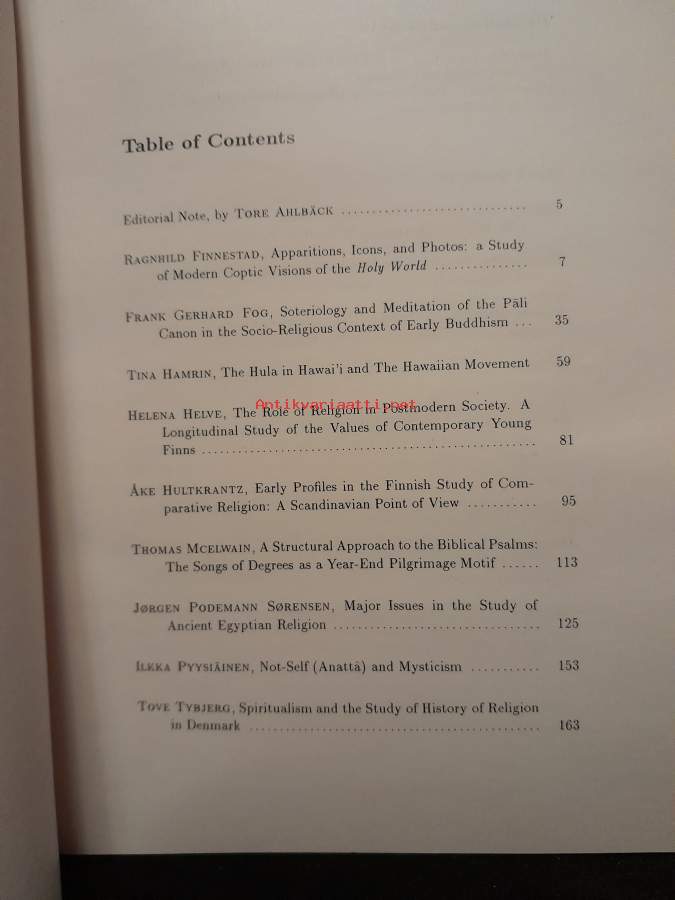 Table of Contents
Editorial Note, by TORE AHLBÄCK ............................... 5
RAGNHILD FINNESTAD, Apparitions, Icons, and Photos: a Study
of Modern Coptic Visions of the Holy World ............... 7
FRANK GERHARD FOG, Soteriology and Meditation of the Pāli
Canon in the Socio-Religious Context of Early Buddhism ... 35
TINA HAMRIN, The Hula in Hawai'i and The Hawaiian Movement 59
Antikvariaatti.net
HELENA HELVE, The Role of Religion in Postmodern Society. A
Longitudinal Study of the Values of Contemporary Young
Finns ........................................................ 81
ÅKE HULTKRANTZ, Early Profiles in the Finnish Study of Com-
parative Religion: A Scandinavian Point of View ........... 95
THOMAS MCELWAIN, A Structural Approach to the Biblical Psalms:
The Songs of Degrees as a Year-End Pilgrimage Motif ...... 113
JØRGEN PODEMANN SØRENSEN, Major Issues in the Study of
Ancient Egyptian Religion .................................. 125
ILKKA PYYSIÄINEN, Not-Self (Anattā) and Mysticism ........... 153
TOVE TYBJERG, Spiritualism and the Study of History of Religion
in Denmark ................................................ 163